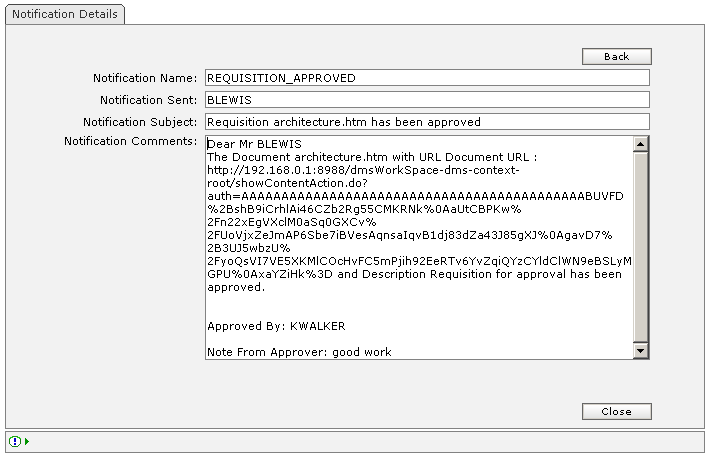 Notification Details
Back
Notification Name: REQUISITION_APPROVED
Notification Sent: BLEWIS
Notification Subject: Requisition architecture.htm has been approved
Notification Comments: Dear Mr BLEWIS
The Document architecture.htm with URL Document URL :
http://192.168.0.1:8988/dmsWorkSpace-dms-context-
root/showContentAction.do?
auth=AAAAAAAAAAAAAAAAAAAAAAAAAAAAAAAAAAAAAAAAAAABUVFD
%2BshB9iCrhlAi46CZb2Rg55CMKRNk%0AaUtCBPKw%
2Fn22xEgVXclM0aSq0GXCv%
2FUoVjxZeJmAP6Sbe7iBVesAqnsaIqvB1dj83dZa43J85gXJ%0AgavD7%
2B3UJ5wbzU%
2FyoQsVI7VE5XKMlCOcHvFC5mPjih92EeRTv6YvZqiQYzCYldClWN9eBSLyM
GPU%0AxaYZiHk%3D and Description Requisition for approval has been
approved.
Approved By: KWALKER
Note From Approver: good work
Close